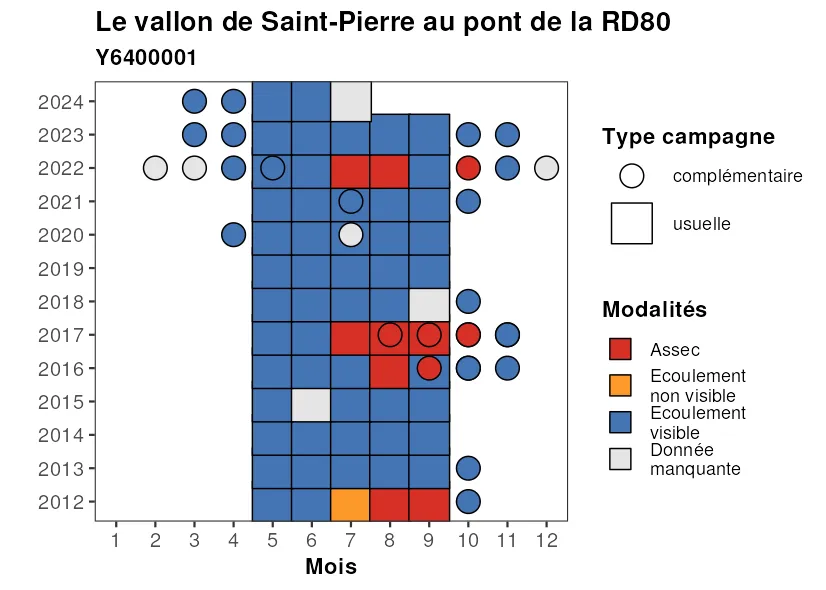 Le vallon de Saint-Pierre au pont de la RD80
Y6400001
2024
2023
2022
2021
2020
2019
2018
2017
2016
2015
2014
2013
2012
1 2 3 4 5 6 7 8 9 10 11 12
Mois
Type campagne
complémentaire
usuelle
Modalités
Assec
Ecoulement
non visible
Ecoulement
visible
Donnée
manquante